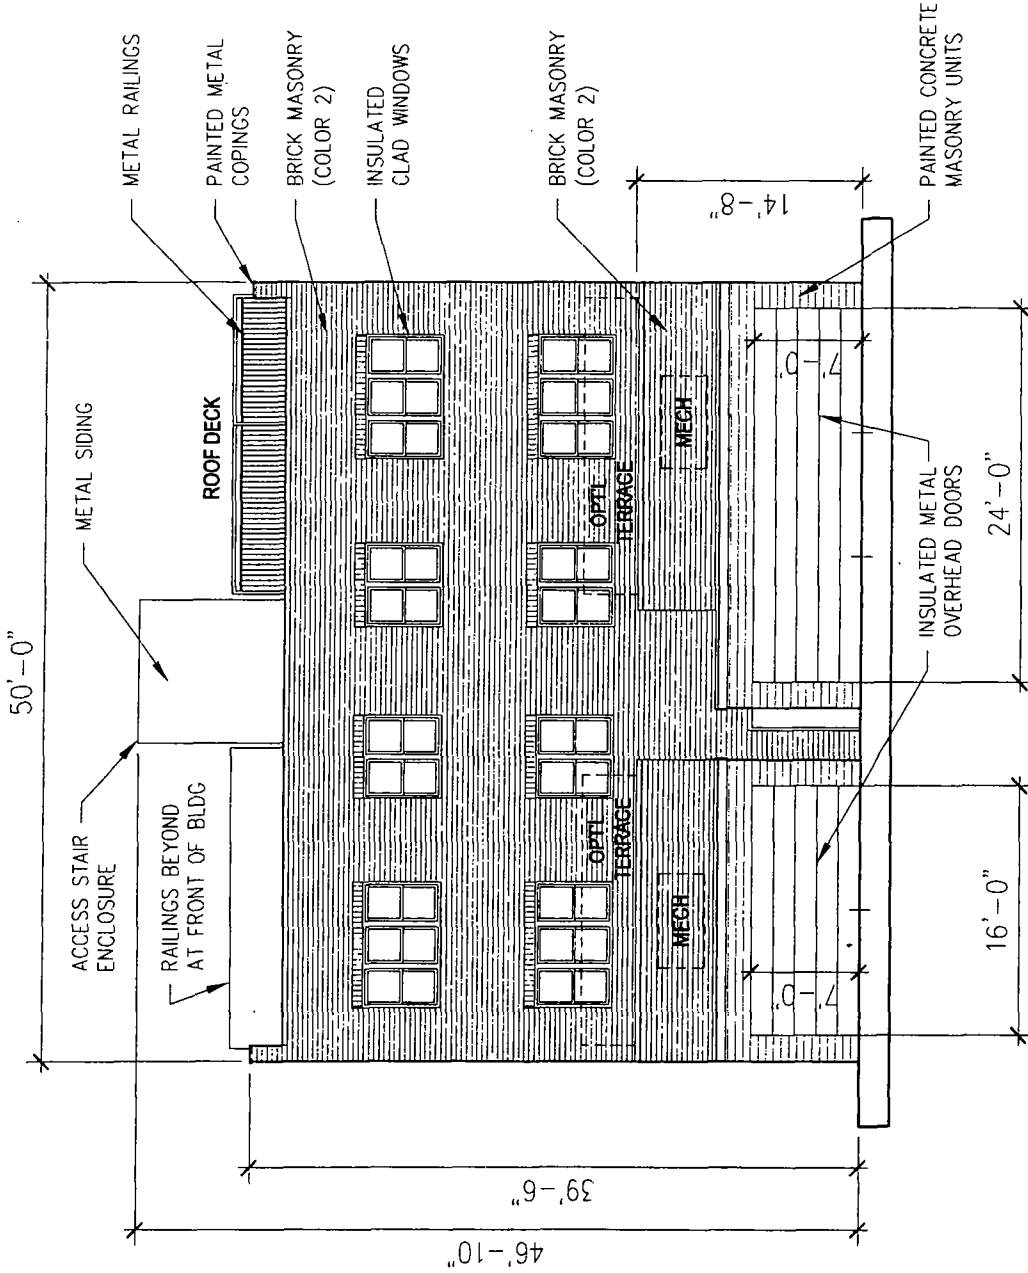 50'-0"
METAL SIDING
METAL RAILINGS
ACCESS STAIR
ENCLOSURE
RAILINGS BEYOND
AT FRONT OF BLDG
ROOF DECK
PAINTED METAL
COPINGS
BRICK MASONRY
(COLOR 2)
INSULATED
CLAD WINDOWS
OPT'L
TERRACE
OPT'L
TERRACE
BRICK MASONRY
(COLOR 2)
MECH
MECH
14'-8"
39'-6"
46'-10"
7'-0"
7'-0"
PAINTED CONCRETE
MASONRY UNITS
INSULATED METAL
OVERHEAD DOORS
16'-0"
24'-0"